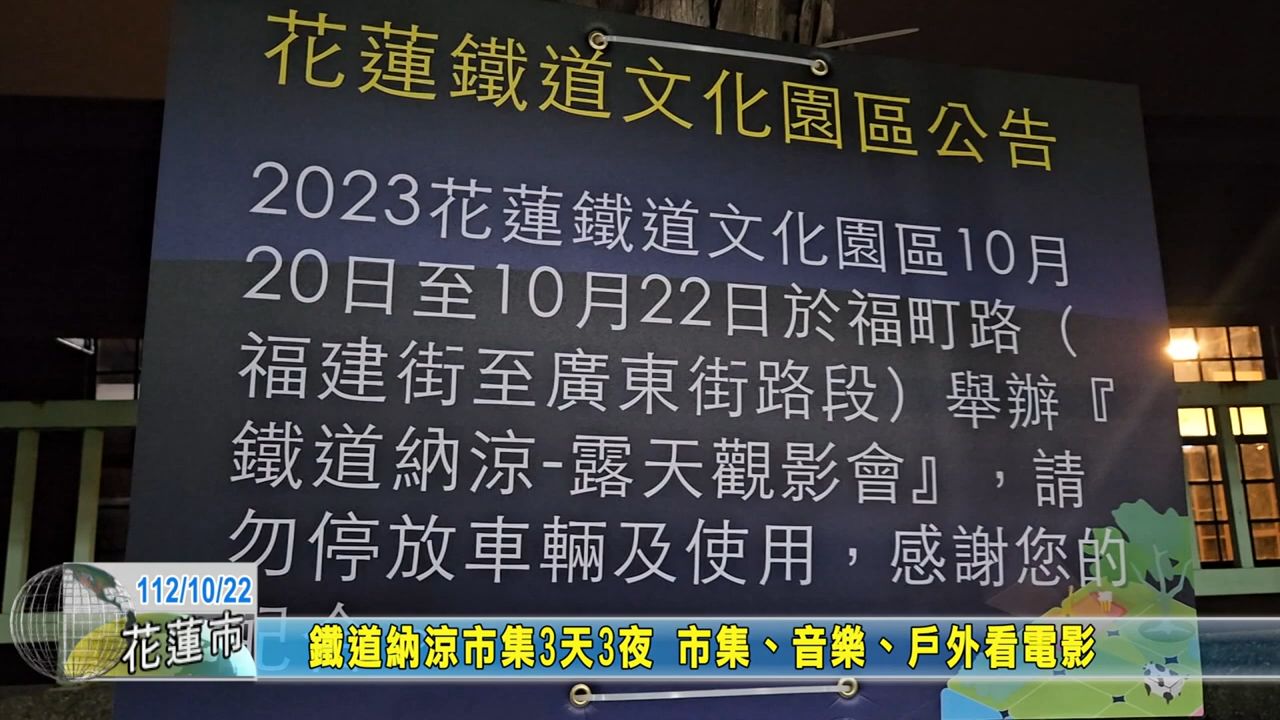 花蓮鐵道文化園區公告
2023花蓮鐵道文化園區10月
20日至10月22日於福町路（
福建街至廣東街路段）舉辦『
鐵道納涼-露天觀影會』，請
勿停放車輛及使用，感謝您的
112/10/22
花蓮市
鐵道納涼市集3天3夜 市集、音樂、戶外看電影